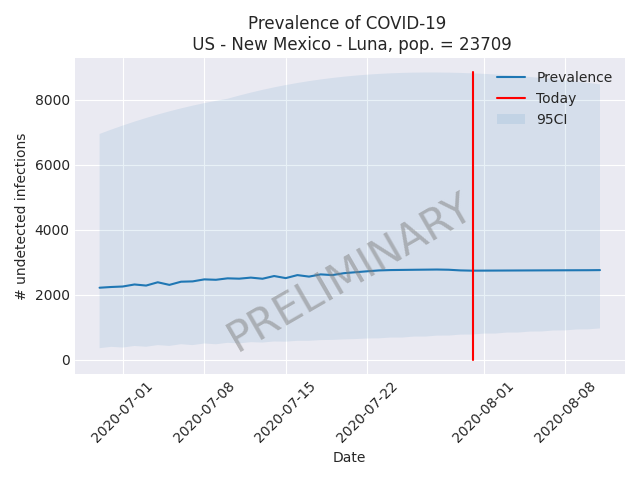 Prevalence of COVID-19
US - New Mexico - Luna, pop. = 23709
# undetected infections
8000
6000
4000
2000
0
Prevalence
Today
95CI
PRELIMINARY
2020-07-01
2020-07-08
2020-07-15
2020-07-22
2020-08-01
2020-08-08
Date